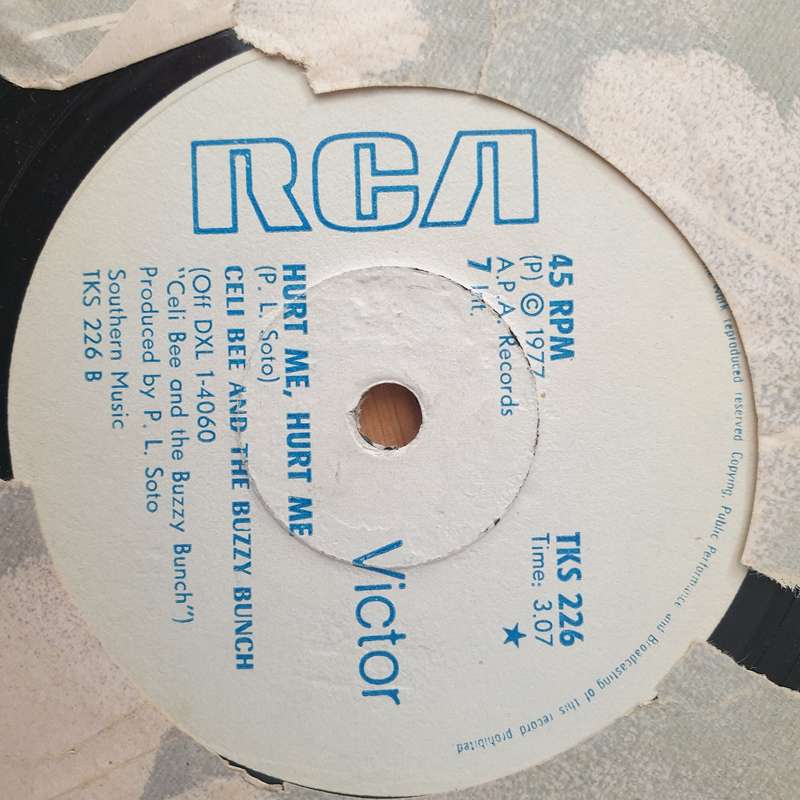 RCA
45 RPM
(P) © 1977
A.P.A. Records
7 Int.
TKS 226
Time: 3.07
★
Victor
HURT ME, HURT ME
(P. L. Soto)
CELI BEE AND THE BUZZY BUNCH
(Off DXL 1-4060
"Celi Bee and the Buzzy Bunch")
Produced by P. L. Soto
Southern Music
TKS 226 B
work reproduced reserved Copying, Public Performance and Broadcasting of this record prohibited